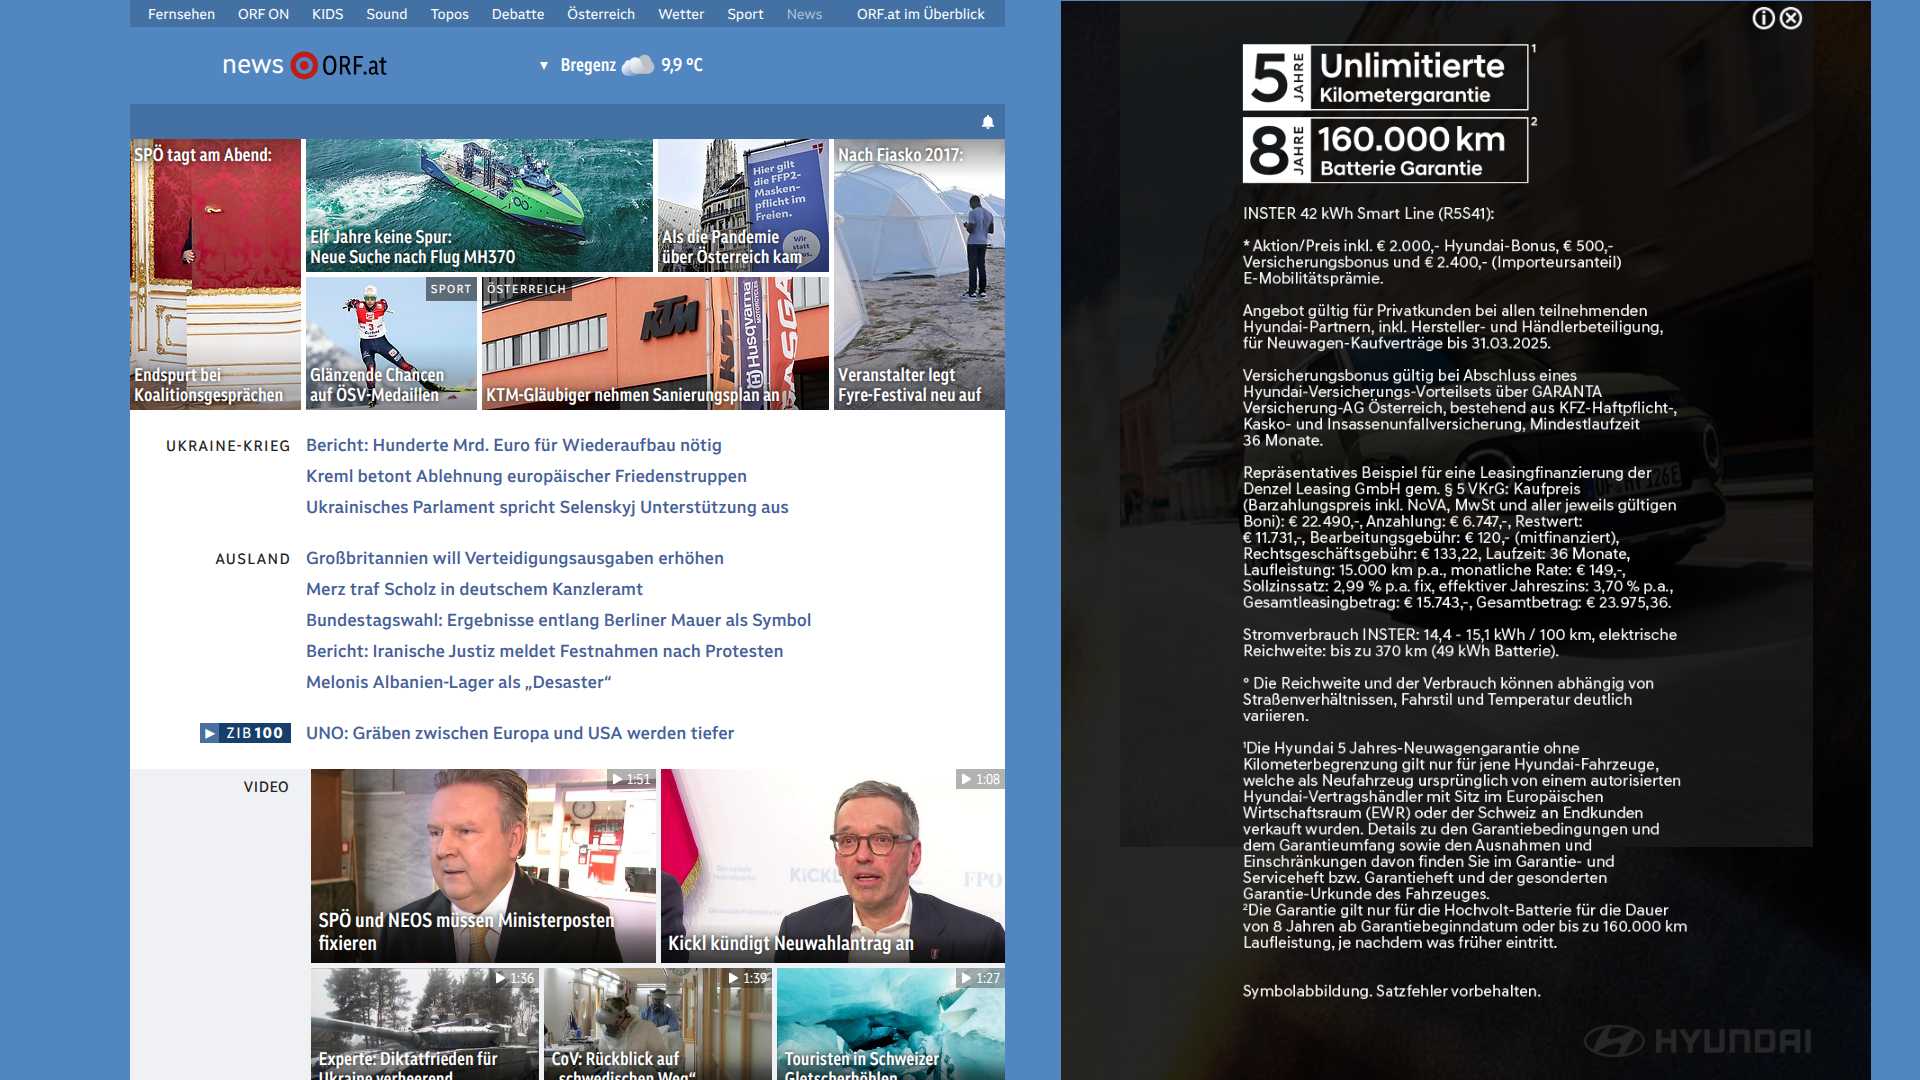 Fernsehen ORF ON KIDS Sound Topos Debatte Österreich Wetter Sport News ORF.at im Überblick
news ORF.at
Bregenz 9,9 °C
SPÖ tagt am Abend:
Endspurt bei
Koalitionsgesprächen
Elf Jahre keine Spur:
Neue Suche nach Flug MH370
Hier gilt
die FFP2-
Masken-
pflicht im
Freien.
Wir
statt
Als die Pandemie
über Österreich kam
Nach Fiasko 2017:
Veranstalter legt
Fyre-Festival neu auf
SPORT
3
Glänzende Chancen
auf ÖSV-Medaillen
ÖSTERREICH
KTM
KTM
Husqvarna
MOTORCYCLES
GASGA
KTM-Gläubiger nehmen Sanierungsplan an
UKRAINE-KRIEG
Bericht: Hunderte Mrd. Euro für Wiederaufbau nötig
Kreml betont Ablehnung europäischer Friedenstruppen
Ukrainisches Parlament spricht Selenskyj Unterstützung aus
AUSLAND
Großbritannien will Verteidigungsausgaben erhöhen
Merz traf Scholz in deutschem Kanzleramt
Bundestagswahl: Ergebnisse entlang Berliner Mauer als Symbol
Bericht: Iranische Justiz meldet Festnahmen nach Protesten
Melonis Albanien-Lager als „Desaster“
ZIB100
UNO: Gräben zwischen Europa und USA werden tiefer
VIDEO
1:51
SPÖ und NEOS müssen Ministerposten
fixieren
1:08
KiCKL
FPÖ
Kickl kündigt Neuwahlantrag an
1:36
Experte: Diktatfrieden für
Ukraine verheerend
1:39
CoV: Rückblick auf
„schwedischen Weg“
1:27
Touristen in Schweizer
Gletscherhöhlen
5 JAHRE Unlimitierte Kilometergarantie 1
8 JAHRE 160.000 km Batterie Garantie 2
INSTER 42 kWh Smart Line (R5S41):
* Aktion/Preis inkl. € 2.000,- Hyundai-Bonus, € 500,-
Versicherungsbonus und € 2.400,- (Importeursanteil)
E-Mobilitätsprämie.
Angebot gültig für Privatkunden bei allen teilnehmenden
Hyundai-Partnern, inkl. Hersteller- und Händlerbeteiligung,
für Neuwagen-Kaufverträge bis 31.03.2025.
Versicherungsbonus gültig bei Abschluss eines
Hyundai-Versicherungs-Vorteilsets über GARANTA
Versicherung-AG Österreich, bestehend aus KFZ-Haftpflicht-,
Kasko- und Insassenunfallversicherung, Mindestlaufzeit
36 Monate.
Repräsentatives Beispiel für eine Leasingfinanzierung der
Denzel Leasing GmbH gem. § 5 VKrG: Kaufpreis
(Barzahlungspreis inkl. NoVA, MwSt und aller jeweils gültigen
Boni): € 22.490,-, Anzahlung: € 6.747,-, Restwert:
€ 11.731,-, Bearbeitungsgebühr: € 120,- (mitfinanziert),
Rechtsgeschäftsgebühr: € 133,22, Laufzeit: 36 Monate,
Laufleistung: 15.000 km p.a., monatliche Rate: € 149,-,
Sollzinssatz: 2,99 % p.a. fix, effektiver Jahreszins: 3,70 % p.a.,
Gesamtleasingbetrag: € 15.743,-, Gesamtbetrag: € 23.975,36.
Stromverbrauch INSTER: 14,4 - 15,1 kWh / 100 km, elektrische
Reichweite: bis zu 370 km (49 kWh Batterie).
° Die Reichweite und der Verbrauch können abhängig von
Straßenverhältnissen, Fahrstil und Temperatur deutlich
variieren.
¹Die Hyundai 5 Jahres-Neuwagengarantie ohne
Kilometerbegrenzung gilt nur für jene Hyundai-Fahrzeuge,
welche als Neufahrzeug ursprünglich von einem autorisierten
Hyundai-Vertragshändler mit Sitz im Europäischen
Wirtschaftsraum (EWR) oder der Schweiz an Endkunden
verkauft wurden. Details zu den Garantiebedingungen und
dem Garantieumfang sowie den Ausnahmen und
Einschränkungen davon finden Sie im Garantie- und
Serviceheft bzw. Garantieheft und der gesonderten
Garantie-Urkunde des Fahrzeuges.
²Die Garantie gilt nur für die Hochvolt-Batterie für die Dauer
von 8 Jahren ab Garantiebeginndatum oder bis zu 160.000 km
Laufleistung, je nachdem was früher eintritt.
Symbolabbildung. Satzfehler vorbehalten.
HYUNDAI